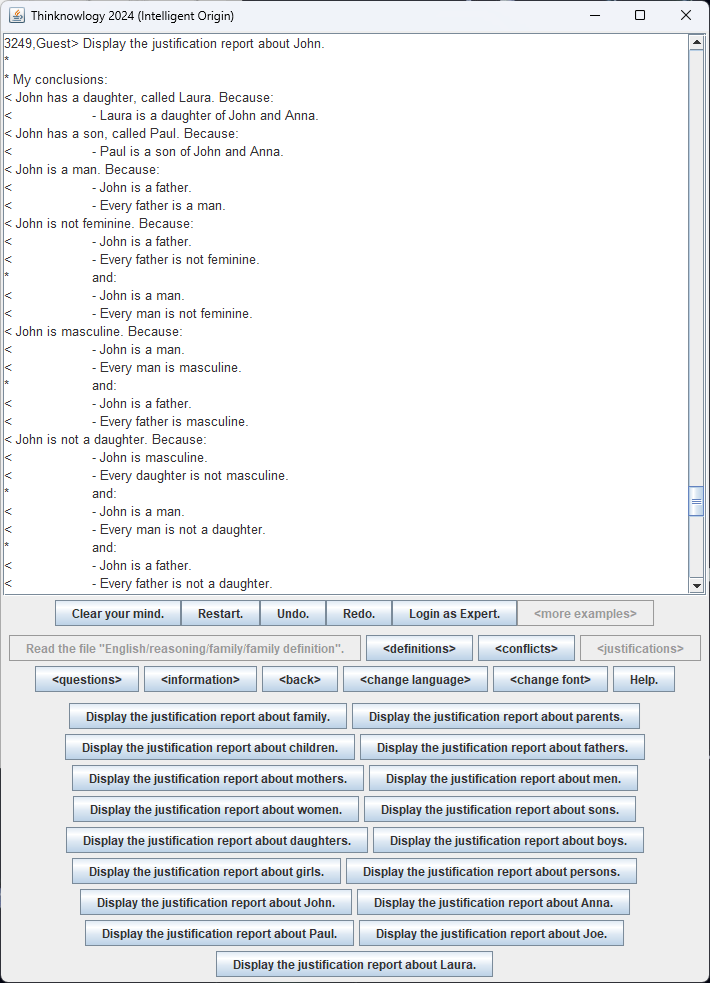 Thinknowlogy 2024 (Intelligent Origin)
3249,Guest> Display the justification report about John.
*
* My conclusions:
< John has a daughter, called Laura. Because:
< - Laura is a daughter of John and Anna.
< John has a son, called Paul. Because:
< - Paul is a son of John and Anna.
< John is a man. Because:
< - John is a father.
< - Every father is a man.
< John is not feminine. Because:
< - John is a father.
< - Every father is not feminine.
* and:
< - John is a man.
< - Every man is not feminine.
< John is masculine. Because:
< - John is a man.
< - Every man is masculine.
* and:
< - John is a father.
< - Every father is masculine.
< John is not a daughter. Because:
< - John is masculine.
< - Every daughter is not masculine.
* and:
< - John is a man.
< - Every man is not a daughter.
* and:
< - John is a father.
< - Every father is not a daughter.
Clear your mind. Restart. Undo. Redo. Login as Expert. <more examples>
Read the file "English/reasoning/family/family definition". <definitions> <conflicts> <justifications>
<questions> <information> <back> <change language> <change font> Help.
Display the justification report about family. Display the justification report about parents.
Display the justification report about children. Display the justification report about fathers.
Display the justification report about mothers. Display the justification report about men.
Display the justification report about women. Display the justification report about sons.
Display the justification report about daughters. Display the justification report about boys.
Display the justification report about girls. Display the justification report about persons.
Display the justification report about John. Display the justification report about Anna.
Display the justification report about Paul. Display the justification report about Joe.
Display the justification report about Laura.